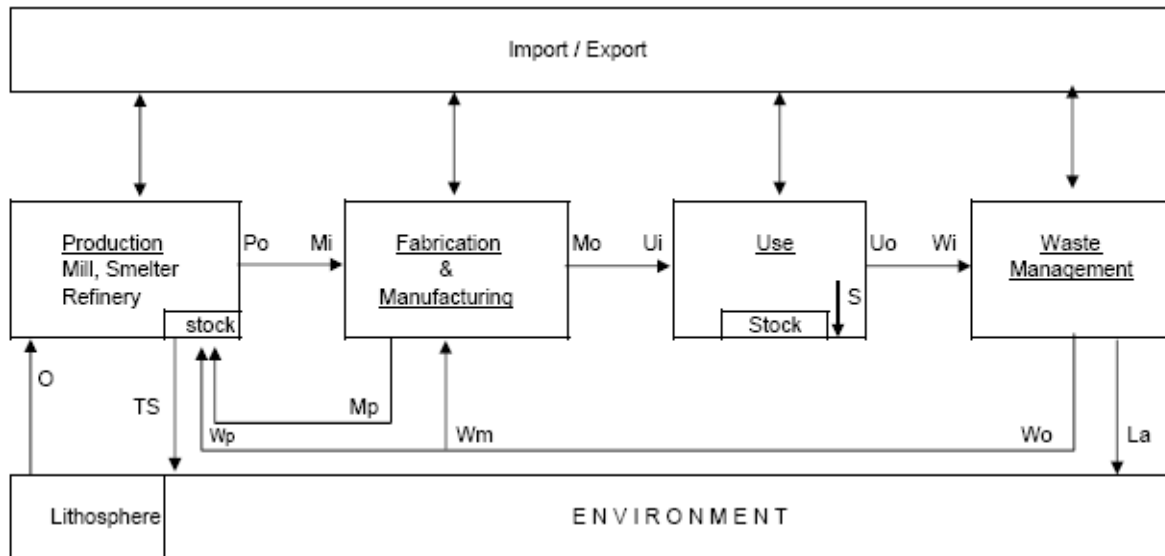 Import / Export
Production
Mill, Smelter
Refinery
stock
Po
Mi
Fabrication
&
Manufacturing
Mo
Ui
Use
S
Stock
Uo
Wi
Waste
Management
O
TS
Mp
Wp
Wm
Wo
La
Lithosphere
ENVIRONMENT